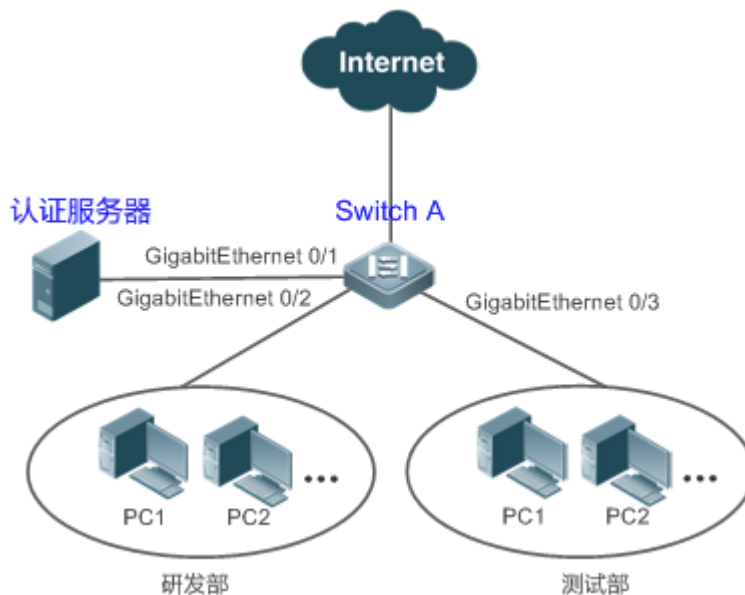 Internet
认证服务器
Switch A
GigabitEthernet 0/1
GigabitEthernet 0/2
GigabitEthernet 0/3
PC1
PC2
PC1
PC2
研发部
测试部